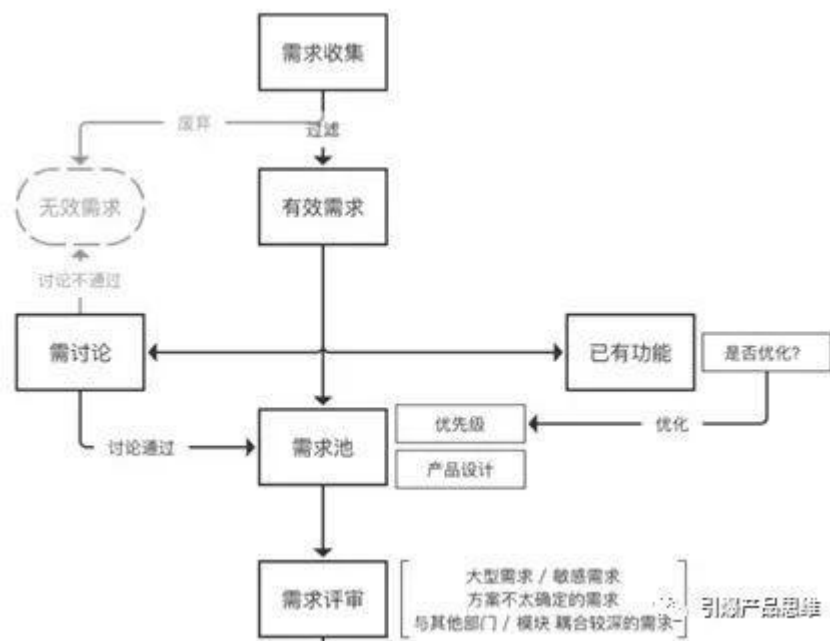 需求收集
废弃
过滤
无效需求
有效需求
讨论不通过
需讨论
已有功能
是否优化?
优先级
优化
讨论通过
需求池
产品设计
需求评审
大型需求 / 敏感需求
方案不太确定的需求
与其他部门 / 模块 耦合较深的需求
引爆产品思维